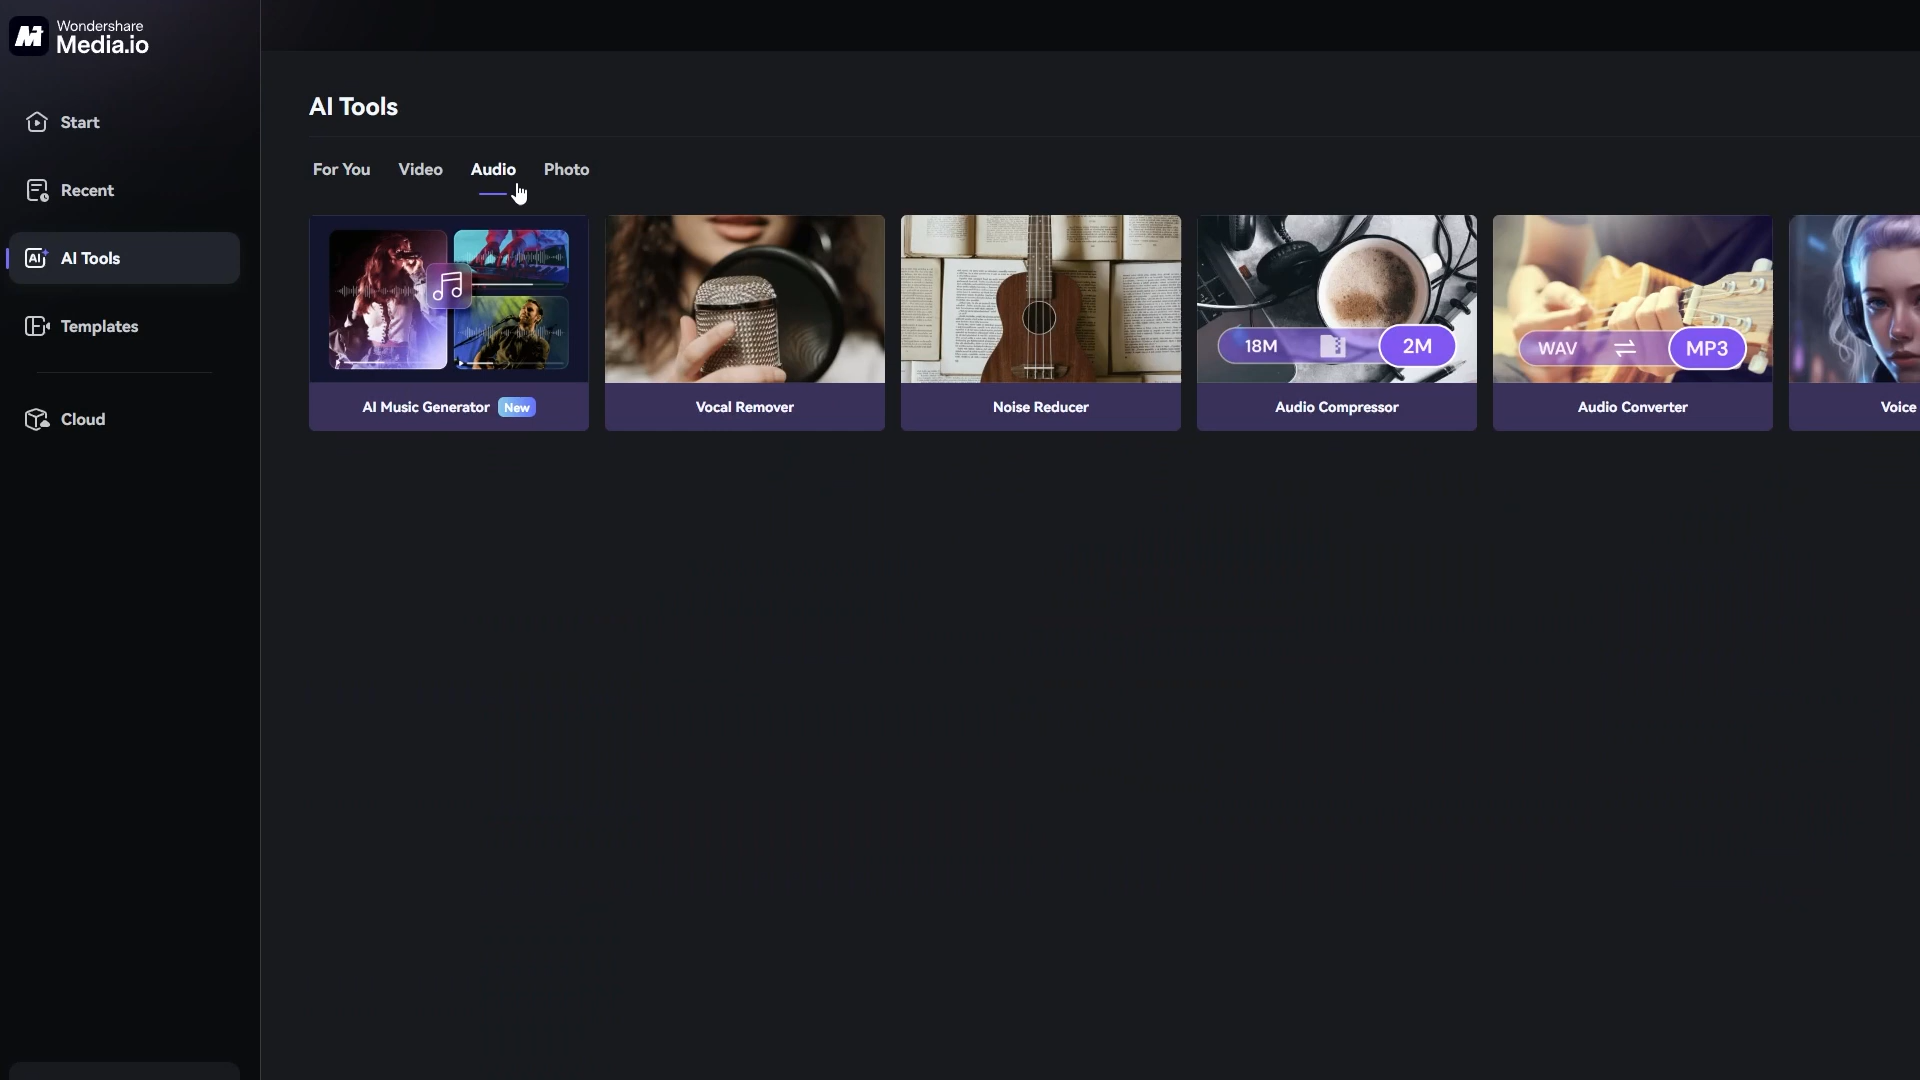 Wondershare
Media.io
Start
Recent
AI Tools
Templates
Cloud
AI Tools
For You
Video
Audio
Photo
18M
2M
WAV
MP3
AI Music Generator New
Vocal Remover
Noise Reducer
Audio Compressor
Audio Converter
Voice